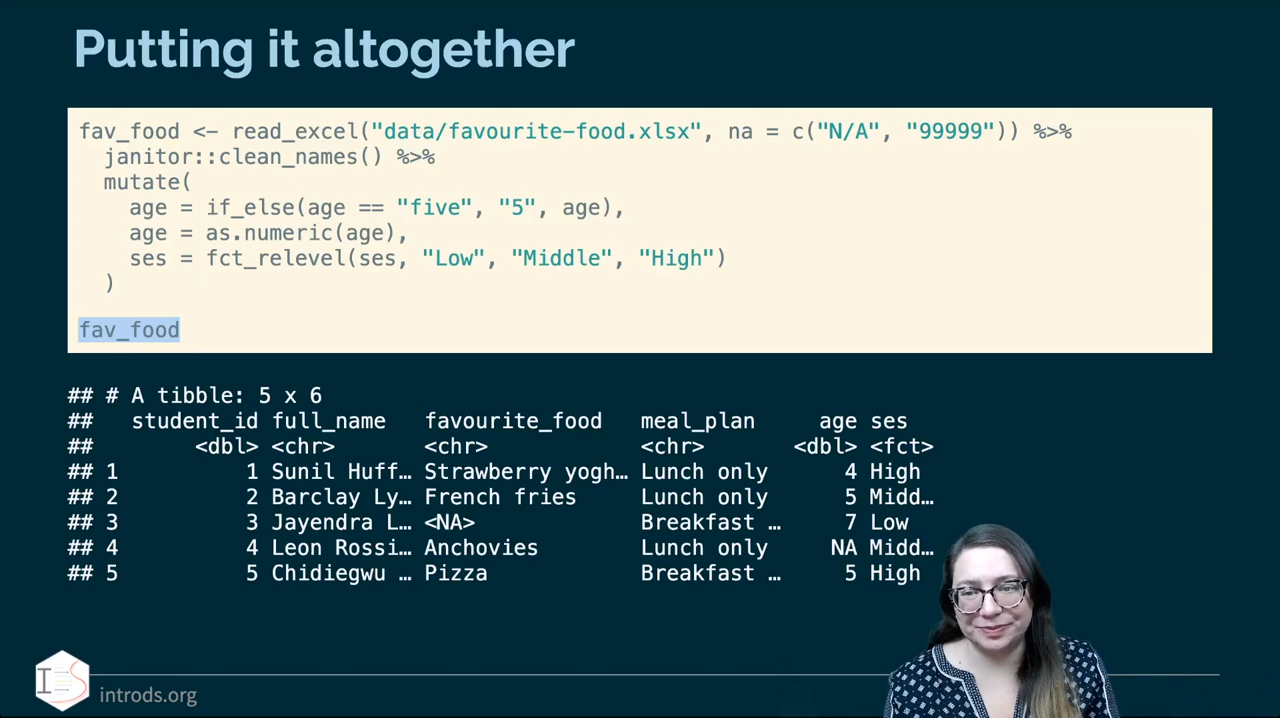 Putting it altogether
fav_food <- read_excel("data/favourite-food.xlsx", na = c("N/A", "99999")) %>%
  janitor::clean_names() %>%
  mutate(
    age = if_else(age == "five", "5", age),
    age = as.numeric(age),
    ses = fct_relevel(ses, "Low", "Middle", "High")
  )
fav_food
## # A tibble: 5 x 6
##   student_id full_name   favourite_food   meal_plan     age ses
##        <dbl> <chr>       <chr>            <chr>       <dbl> <fct>
## 1          1 Sunil Huff… Strawberry yogh… Lunch only      4 High
## 2          2 Barclay Ly… French fries     Lunch only      5 Midd…
## 3          3 Jayendra L… <NA>             Breakfast …     7 Low
## 4          4 Leon Rossi… Anchovies        Lunch only     NA Midd…
## 5          5 Chidiegwu … Pizza            Breakfast …     5 High
IDS
introds.org